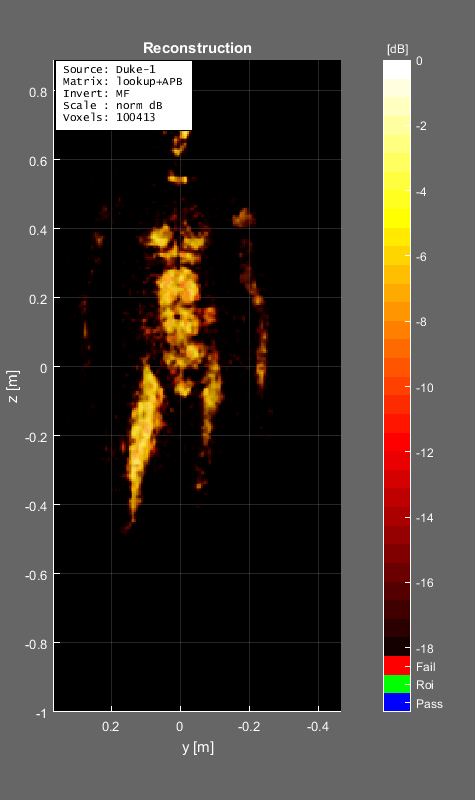 Reconstruction
[dB]
Source: Duke-1
Matrix: lookup+APB
Invert: MF
Scale : norm dB
Voxels: 100413
0.8
0.6
0.4
0.2
0
-0.2
-0.4
-0.6
-0.8
-1
z [m]
0.2
0
-0.2
-0.4
y [m]
0
-2
-4
-6
-8
-10
-12
-14
-16
-18
Fail
Roi
Pass